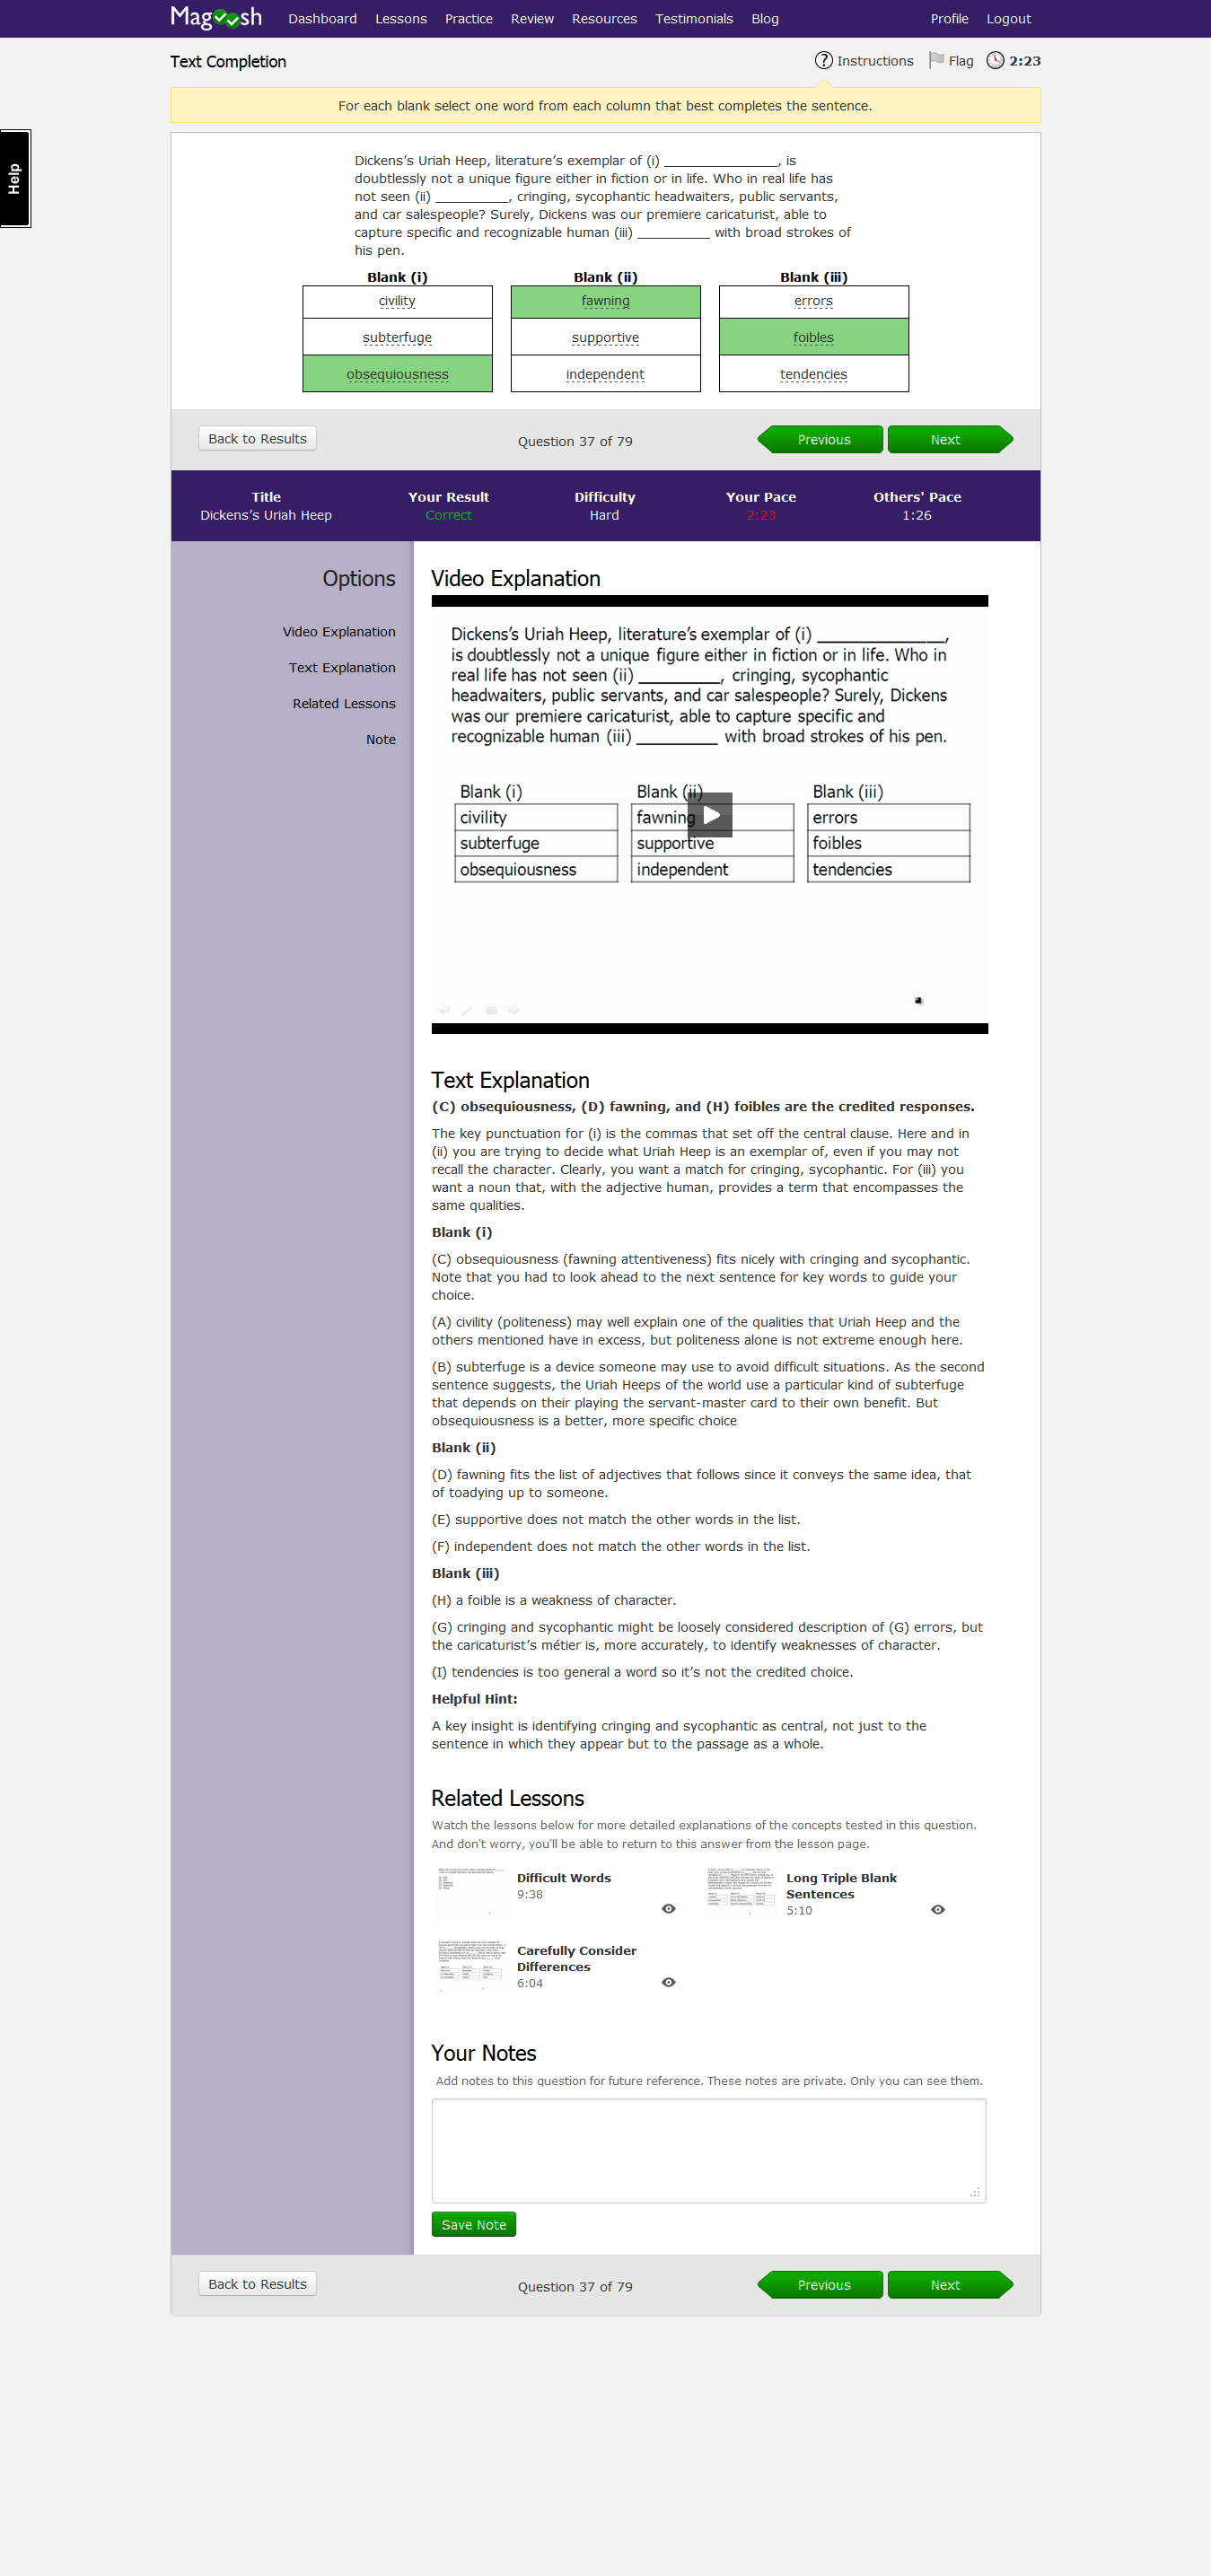 Magoosh Dashboard Lessons Practice Review Resources Testimonials Blog Profile Logout
Text Completion Instructions Flag 2:23
For each blank select one word from each column that best completes the sentence.
Help
Dickens’s Uriah Heep, literature’s exemplar of (i) ________________, is
doubtlessly not a unique figure either in fiction or in life. Who in real life has
not seen (ii) __________, cringing, sycophantic headwaiters, public servants,
and car salespeople? Surely, Dickens was our premiere caricaturist, able to
capture specific and recognizable human (iii) __________ with broad strokes of
his pen.
Blank (i) Blank (ii) Blank (iii)
civility fawning errors
subterfuge supportive foibles
obsequiousness independent tendencies
Back to Results Question 37 of 79 Previous Next
Title Your Result Difficulty Your Pace Others' Pace
Dickens’s Uriah Heep Correct Hard 2:23 1:26
Options
Video Explanation
Text Explanation
Related Lessons
Note
Video Explanation
Dickens’s Uriah Heep, literature’s exemplar of (i) ______________,
is doubtlessly not a unique figure either in fiction or in life. Who in
real life has not seen (ii) _________, cringing, sycophantic
headwaiters, public servants, and car salespeople? Surely, Dickens
was our premiere caricaturist, able to capture specific and
recognizable human (iii) _________ with broad strokes of his pen.
Blank (i) Blank (ii) Blank (iii)
civility fawning errors
subterfuge supportive foibles
obsequiousness independent tendencies
Text Explanation
(C) obsequiousness, (D) fawning, and (H) foibles are the credited responses.
The key punctuation for (i) is the commas that set off the central clause. Here and in
(ii) you are trying to decide what Uriah Heep is an exemplar of, even if you may not
recall the character. Clearly, you want a match for cringing, sycophantic. For (iii) you
want a noun that, with the adjective human, provides a term that encompasses the
same qualities.
Blank (i)
(C) obsequiousness (fawning attentiveness) fits nicely with cringing and sycophantic.
Note that you had to look ahead to the next sentence for key words to guide your
choice.
(A) civility (politeness) may well explain one of the qualities that Uriah Heep and the
others mentioned have in excess, but politeness alone is not extreme enough here.
(B) subterfuge is a device someone may use to avoid difficult situations. As the second
sentence suggests, the Uriah Heeps of the world use a particular kind of subterfuge
that depends on their playing the servant-master card to their own benefit. But
obsequiousness is a better, more specific choice
Blank (ii)
(D) fawning fits the list of adjectives that follows since it conveys the same idea, that
of toadying up to someone.
(E) supportive does not match the other words in the list.
(F) independent does not match the other words in the list.
Blank (iii)
(H) a foible is a weakness of character.
(G) cringing and sycophantic might be loosely considered description of (G) errors, but
the caricaturist’s métier is, more accurately, to identify weaknesses of character.
(I) tendencies is too general a word so it’s not the credited choice.
Helpful Hint:
A key insight is identifying cringing and sycophantic as central, not just to the
sentence in which they appear but to the passage as a whole.
Related Lessons
Watch the lessons below for more detailed explanations of the concepts tested in this question.
And don't worry, you'll be able to return to this answer from the lesson page.
Difficult Words
9:38
Long Triple Blank
Sentences
5:10
Carefully Consider
Differences
6:04
Your Notes
Add notes to this question for future reference. These notes are private. Only you can see them.
Save Note
Back to Results Question 37 of 79 Previous Next